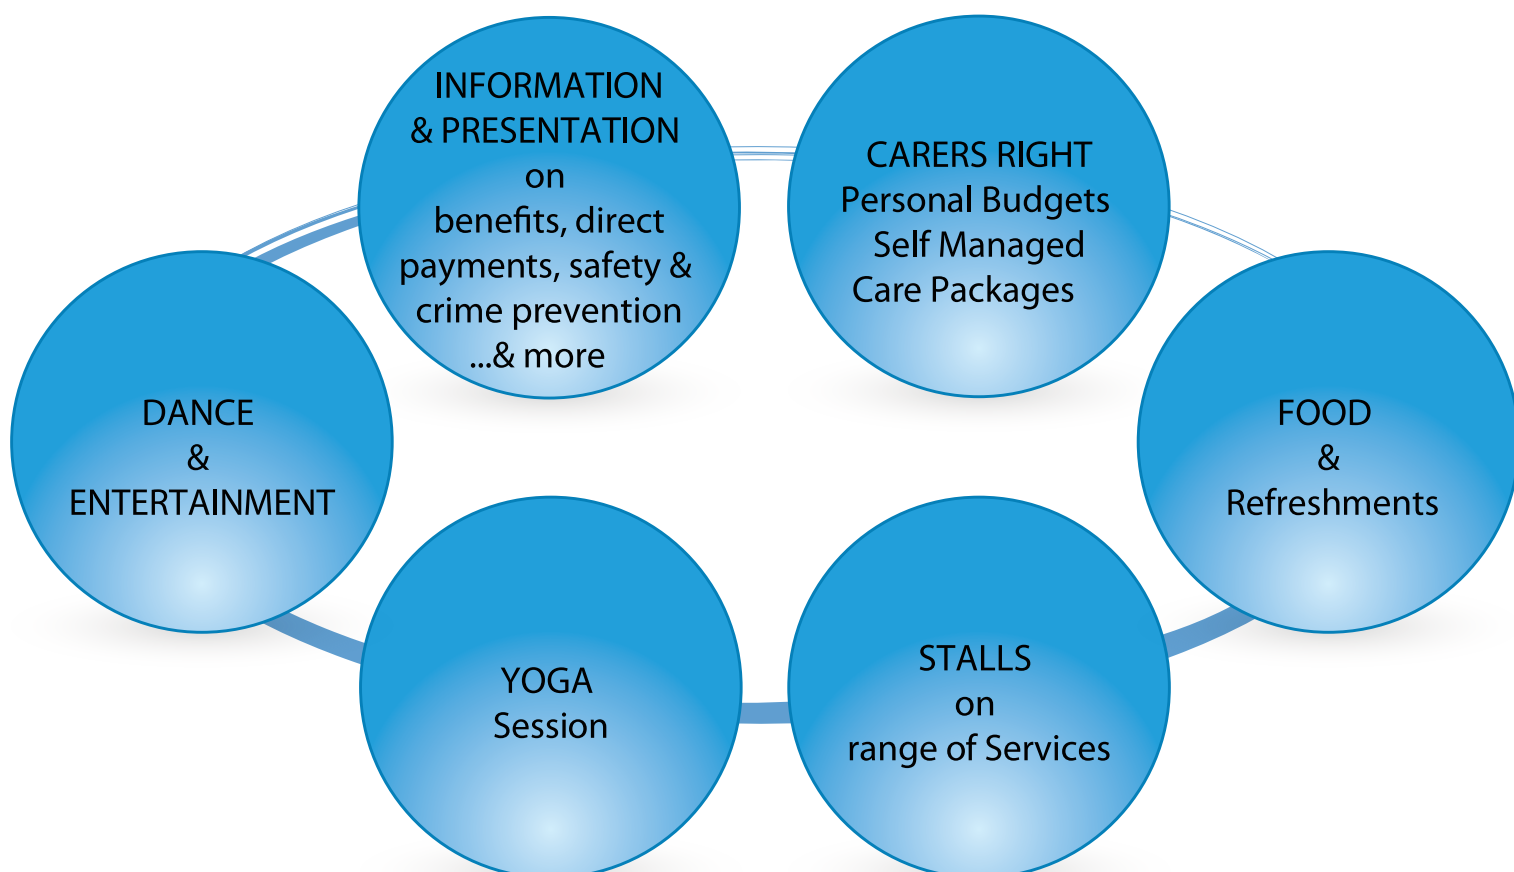 INFORMATION
& PRESENTATION
on
benefits, direct
payments, safety &
crime prevention
...& more
CARERS RIGHT
Personal Budgets
Self Managed
Care Packages
DANCE
&
ENTERTAINMENT
FOOD
&
Refreshments
YOGA
Session
STALLS
on
range of Services